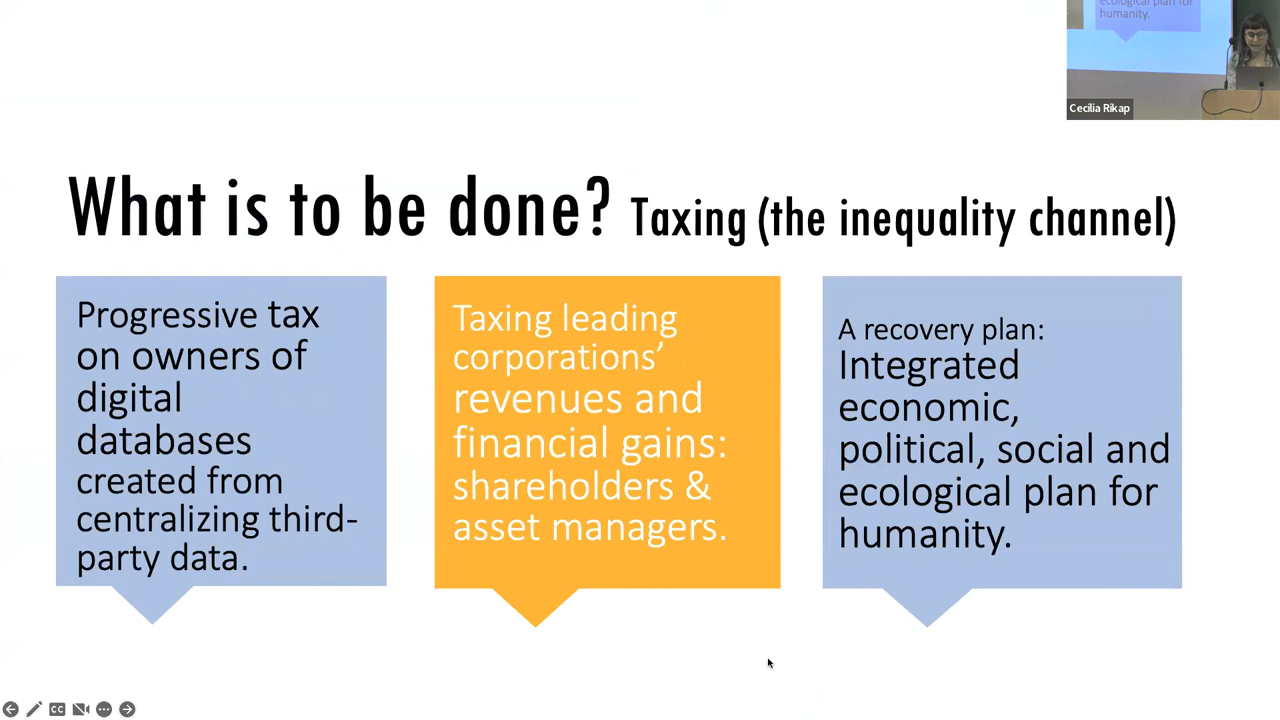 ecological plan for
humanity.
Cecilia Rikap
What is to be done? Taxing (the inequality channel)
Progressive tax
on owners of
digital
databases
created from
centralizing third-
party data.
Taxing leading
corporations’
revenues and
financial gains:
shareholders &
asset managers.
A recovery plan:
Integrated
economic,
political, social and
ecological plan for
humanity.
CC